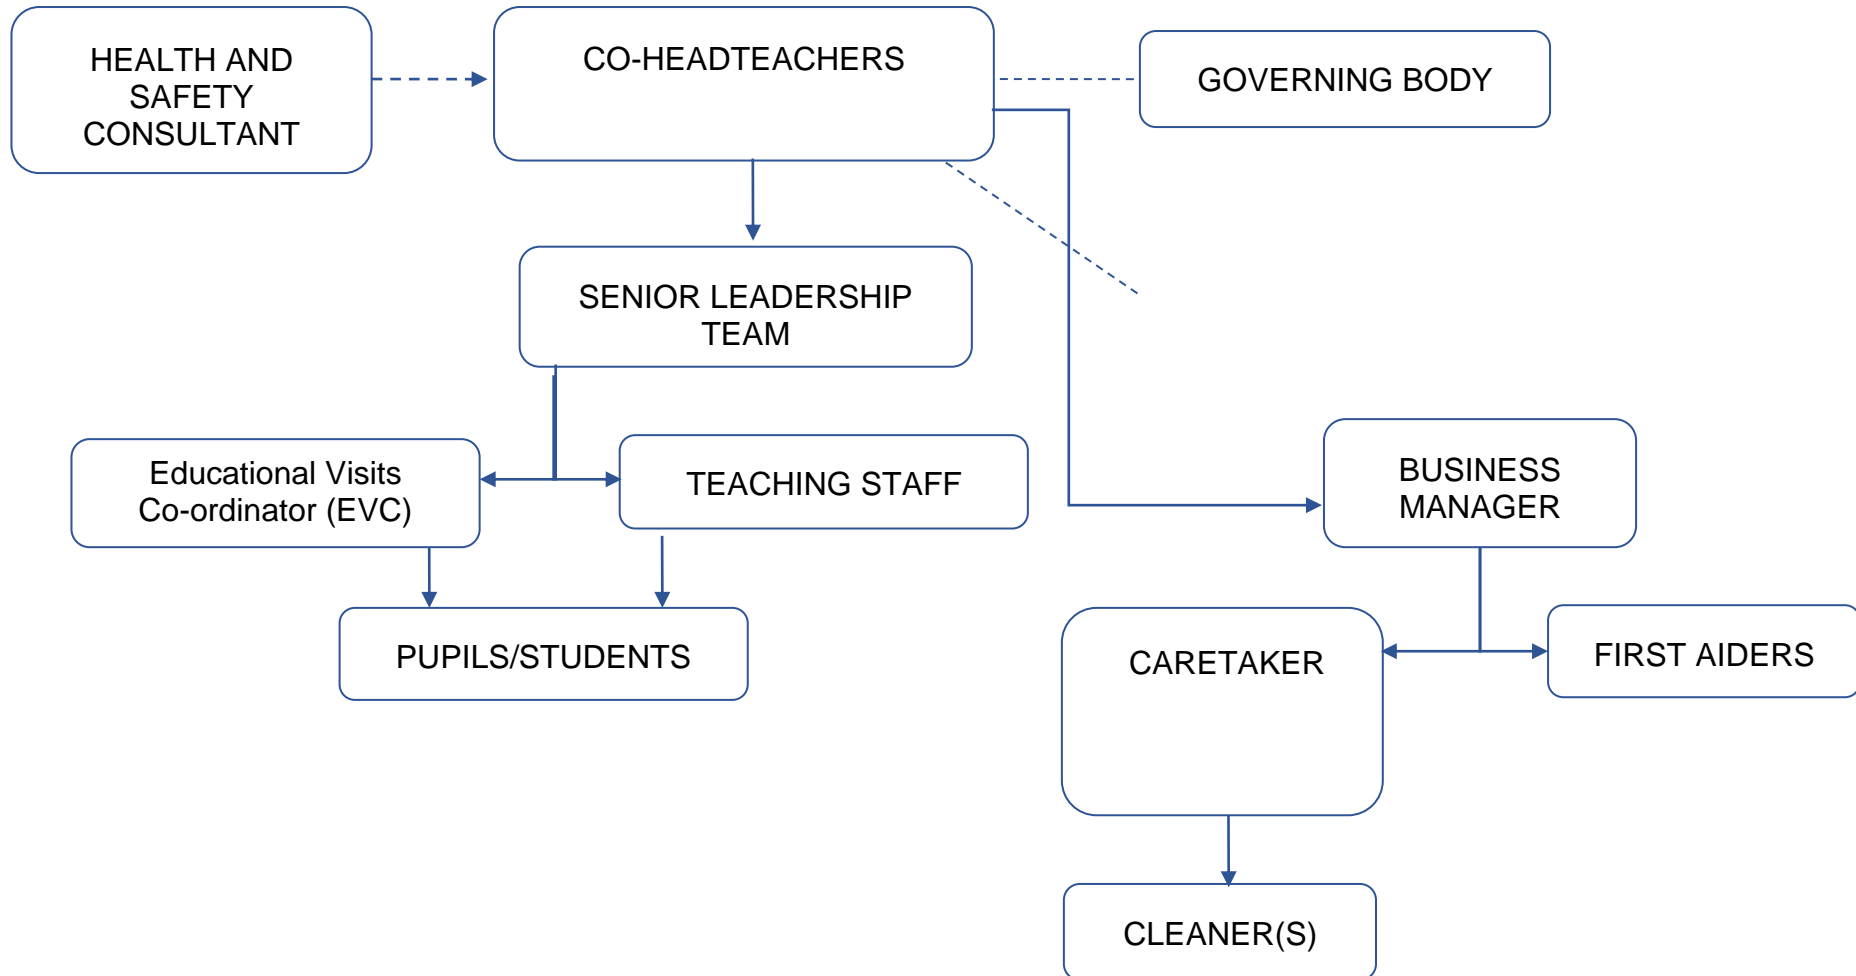 HEALTH AND
SAFETY
CONSULTANT
CO-HEADTEACHERS
GOVERNING BODY
SENIOR LEADERSHIP
TEAM
Educational Visits
Co-ordinator (EVC)
TEACHING STAFF
BUSINESS
MANAGER
PUPILS/STUDENTS
CARETAKER
FIRST AIDERS
CLEANER(S)